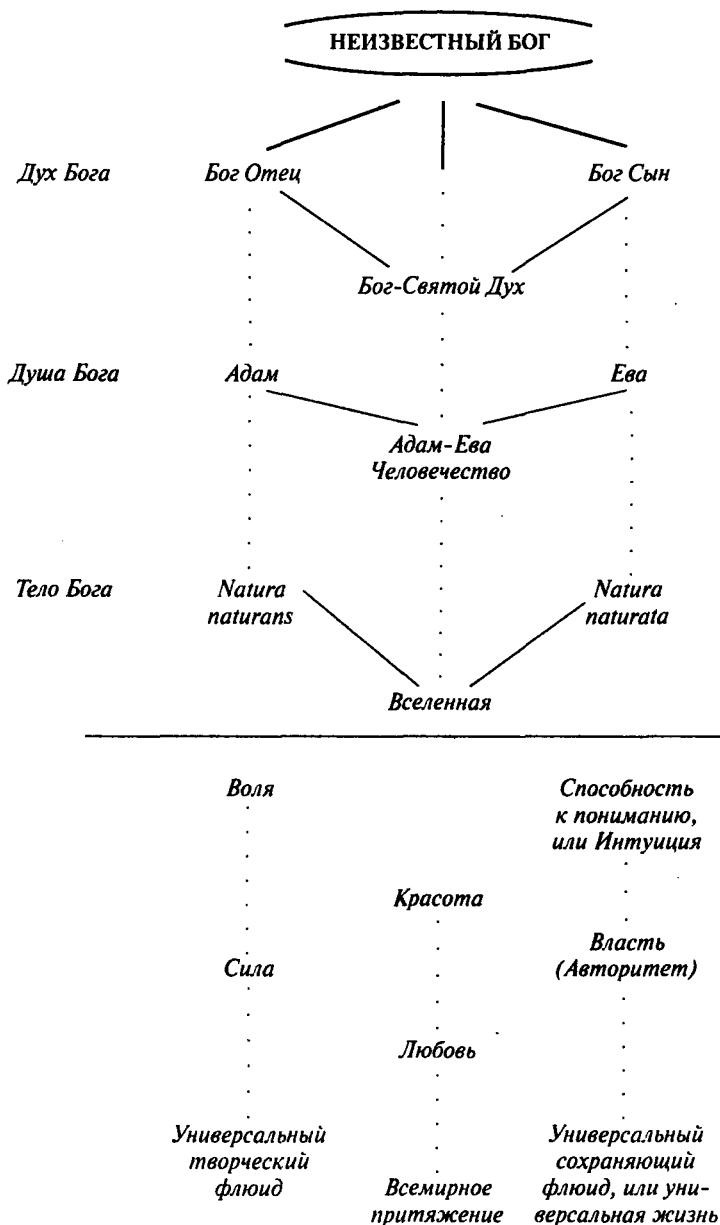 НЕИЗВЕСТНЫЙ БОГ
Дух Бога Бог Отец Бог Сын
Бог-Святой Дух
Душа Бога Адам Ева
Адам-Ева
Человечество
Тело Бога Natura Natura
naturans naturata
Вселенная
Воля Способность
к пониманию,
или Интуиция
Красота
Власть
Сила (Авторитет)
Любовь
Универсальный Универсальный
творческий сохраняющий
флюид Всемирное флюид, или уни-
притяжение версальная жизнь